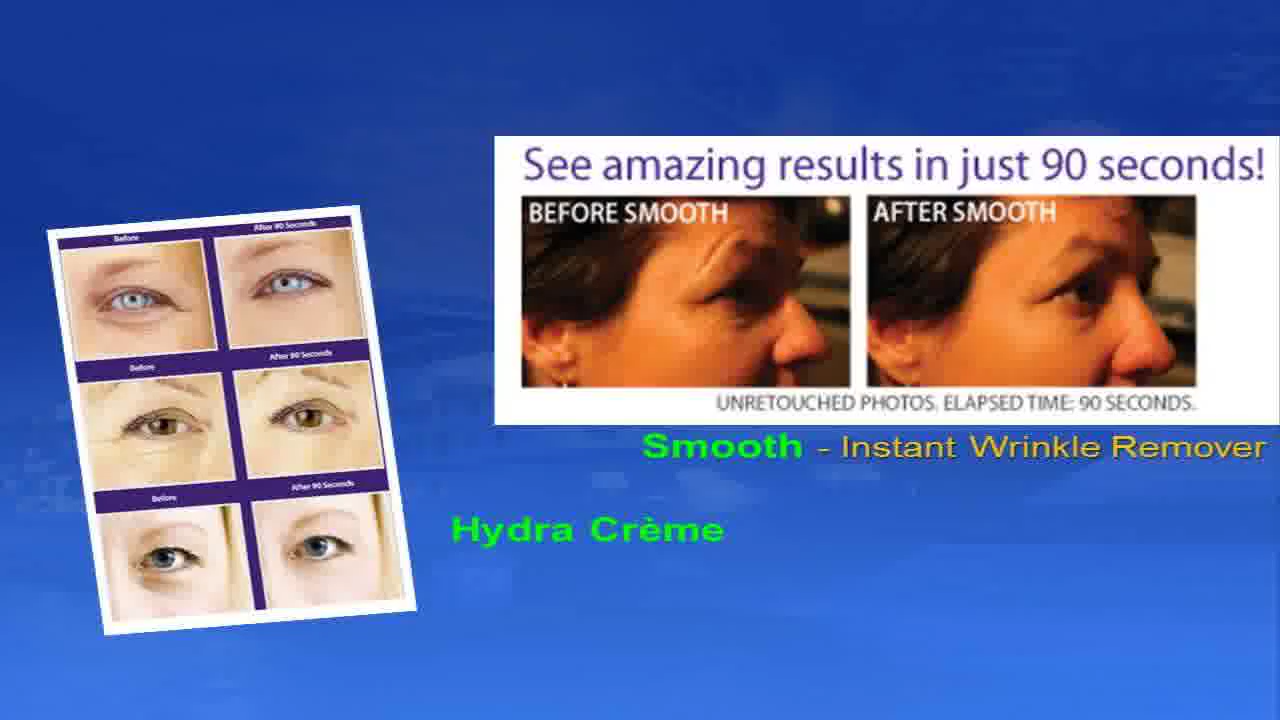 See amazing results in just 90 seconds!
BEFORE SMOOTH
AFTER SMOOTH
UNRETOUCHED PHOTOS. ELAPSED TIME: 90 SECONDS.
Smooth - Instant Wrinkle Remover
Before
After 90 Seconds
Before
After 90 Seconds
Before
After 90 Seconds
Hydra Crème